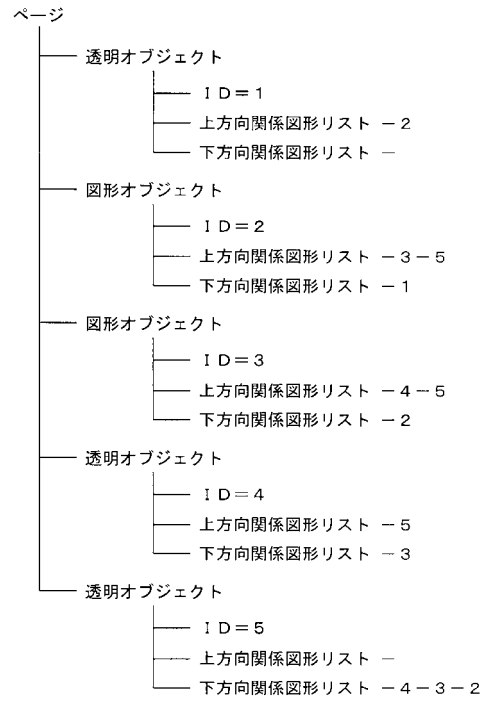 ページ
透明オブジェクト
ID=1
上方向関係図形リスト -2
下方向関係図形リスト -
図形オブジェクト
ID=2
上方向関係図形リスト -3-5
下方向関係図形リスト -1
図形オブジェクト
ID=3
上方向関係図形リスト -4-5
下方向関係図形リスト -2
透明オブジェクト
ID=4
上方向関係図形リスト -5
下方向関係図形リスト -3
透明オブジェクト
ID=5
上方向関係図形リスト -
下方向関係図形リスト -4-3-2